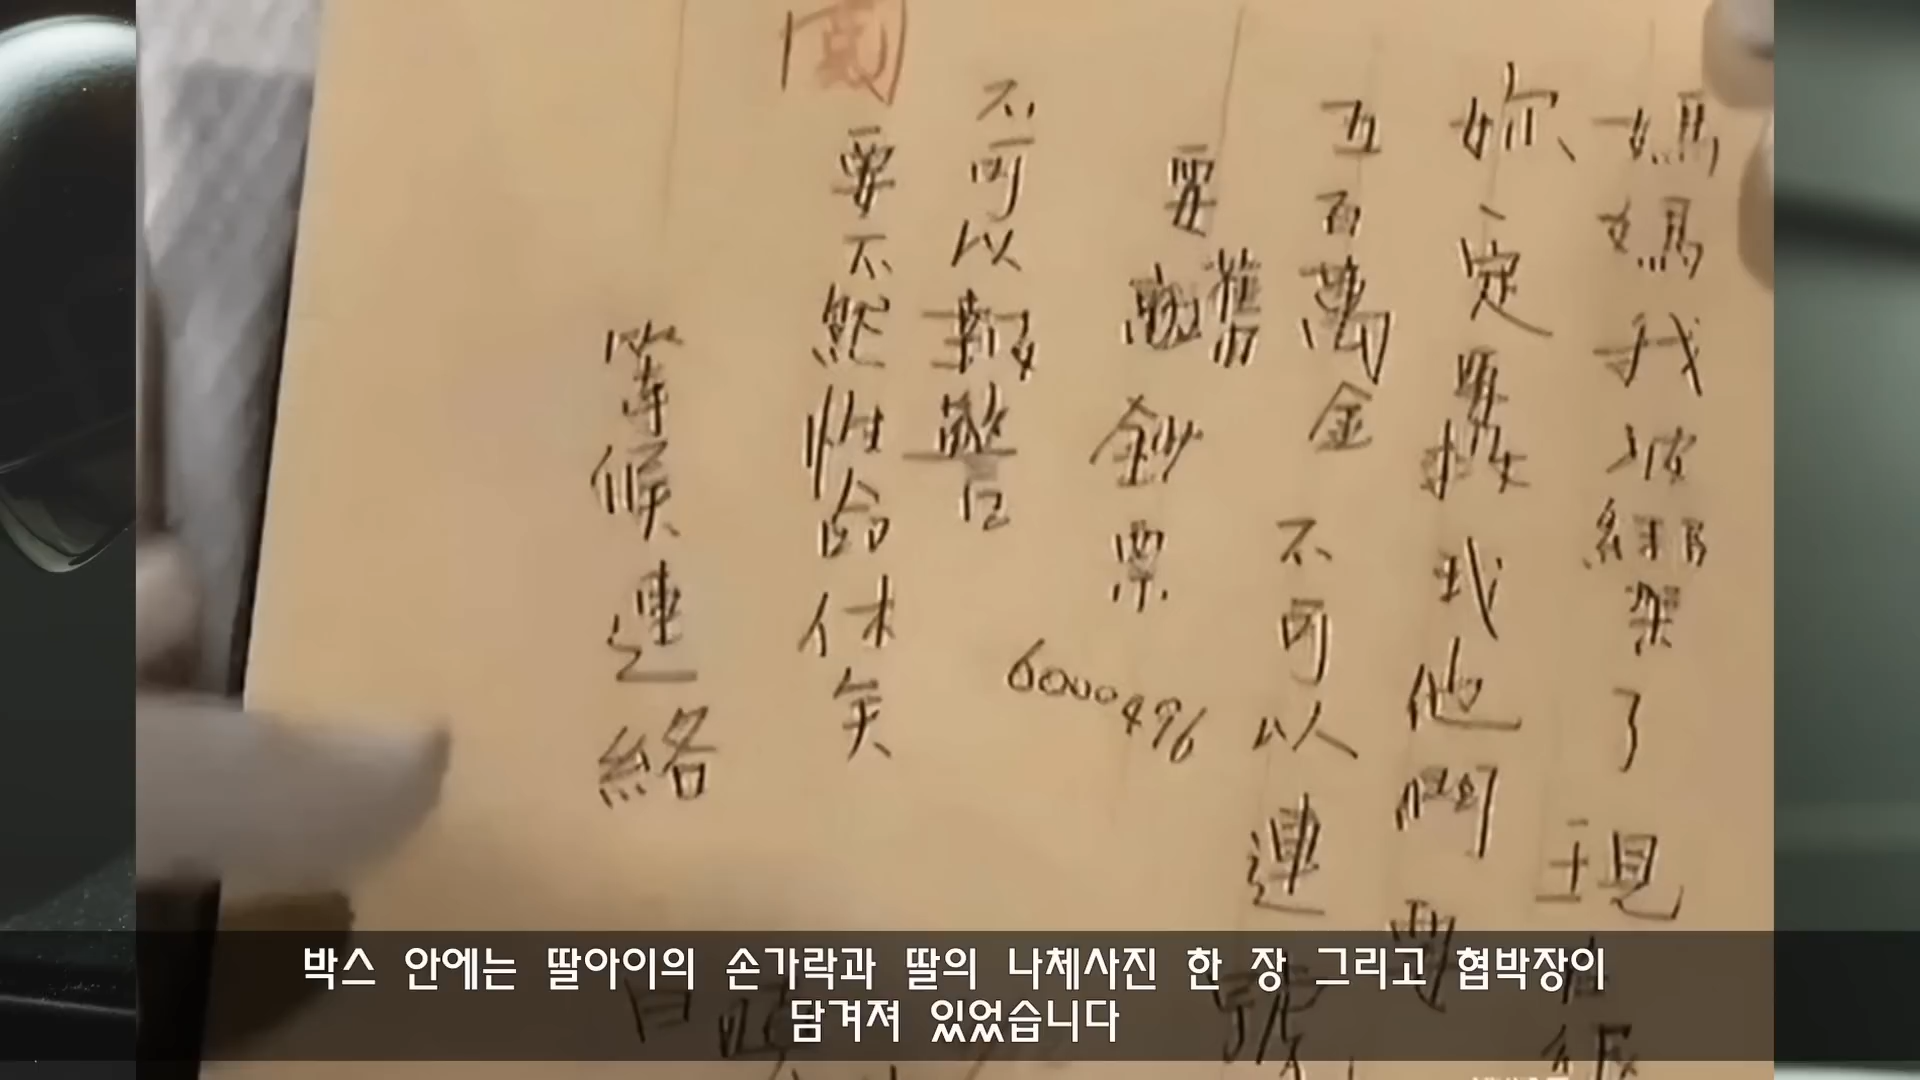 媽媽我被綁架了現
妳一定要救我他們要
五百萬金 不可以連號
要舊鈔票
6000496
不可以報警
要不然性命休矣
等候連絡
박스 안에는 딸아이의 손가락과 딸의 나체사진 한 장 그리고 협박장이
담겨져 있었습니다